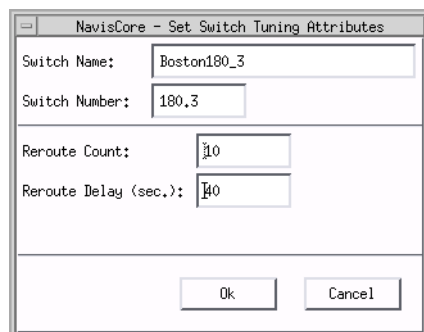 NavisCore - Set Switch Tuning Attributes
Switch Name: Boston180_3
Switch Number: 180.3
Reroute Count: 10
Reroute Delay (sec.): 40
Ok Cancel